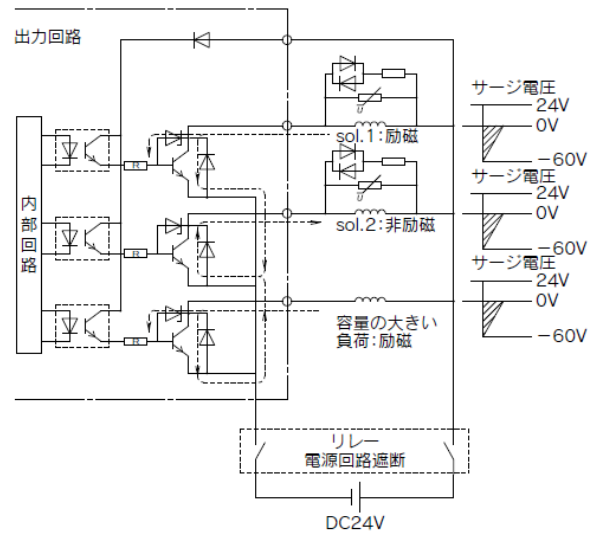 出力回路
サージ電圧
24V
0V
−60V
sol.1：励磁
R
U
サージ電圧
24V
0V
−60V
sol.2：非励磁
R
U
内部回路
サージ電圧
24V
0V
−60V
容量の大きい
負荷：励磁
R
リレー
電源回路遮断
DC24V